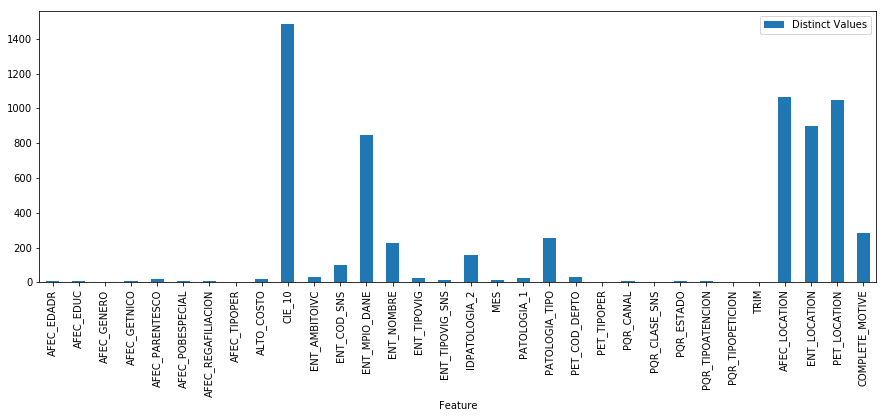 Distinct Values
1400
1200
1000
800
600
400
200
0
AFEC_EDADR
AFEC_EDUC
AFEC_GENERO
AFEC_GETNICO
AFEC_PARENTESCO
AFEC_POBESPECIAL
AFEC_REGAFILIACION
AFEC_TIPOPER
ALTO_COSTO
CIE_10
ENT_AMBITOIVC
ENT_COD_SNS
ENT_MPIO_DANE
ENT_NOMBRE
ENT_TIPOVIG
ENT_TIPOVIG_SNS
IDPATOLOGIA_2
MES
PATOLOGIA_1
PATOLOGIA_TIPO
PET_COD_DEPTO
PET_TIPOPER
PQR_CANAL
PQR_CLASE_SNS
PQR_ESTADO
PQR_TIPOATENCION
PQR_TIPOPETICION
TRIM
AFEC_LOCATION
ENT_LOCATION
PET_LOCATION
COMPLETE_MOTIVE
Feature